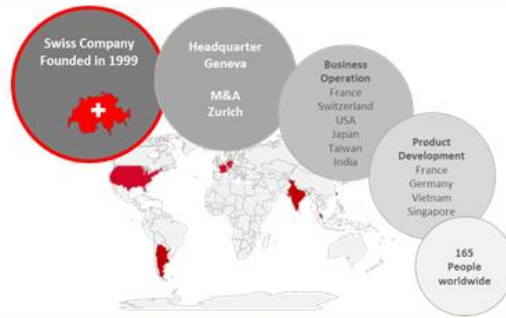 Swiss Company
Founded in 1999
Headquarter
Geneva
M&A
Zurich
Business
Operation
France
Switzerland
USA
Japan
Taiwan
India
Product
Development
France
Germany
Vietnam
Singapore
165
People
worldwide